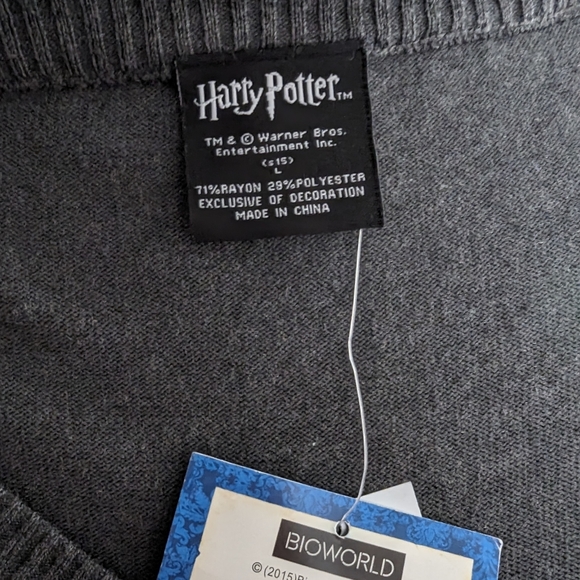 Harry Potter TM
TM & © Warner Bros.
Entertainment Inc.
(s15)
L
71%RAYON 29%POLYESTER
EXCLUSIVE OF DECORATION
MADE IN CHINA
BIOWORLD
©(2015)